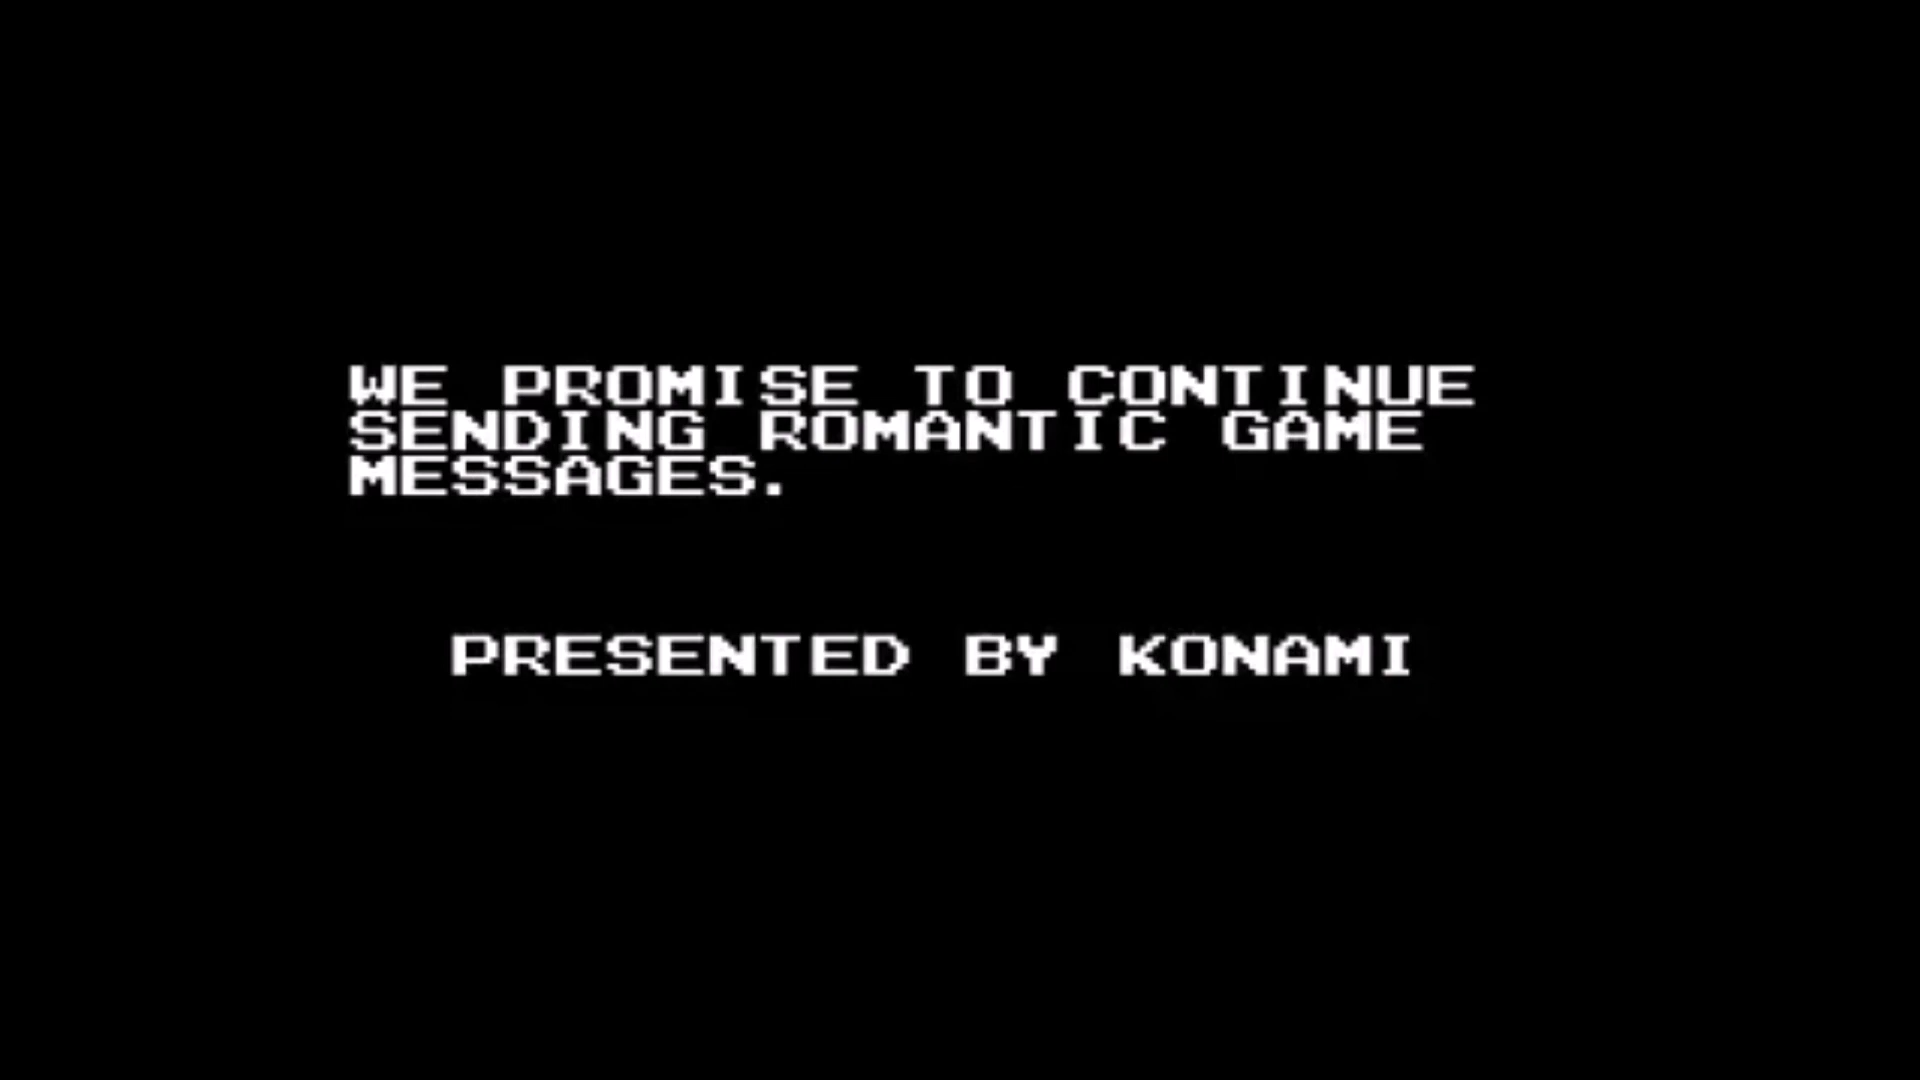 WE PROMISE TO CONTINUE
SENDING ROMANTIC GAME
MESSAGES.
PRESENTED BY KONAMI